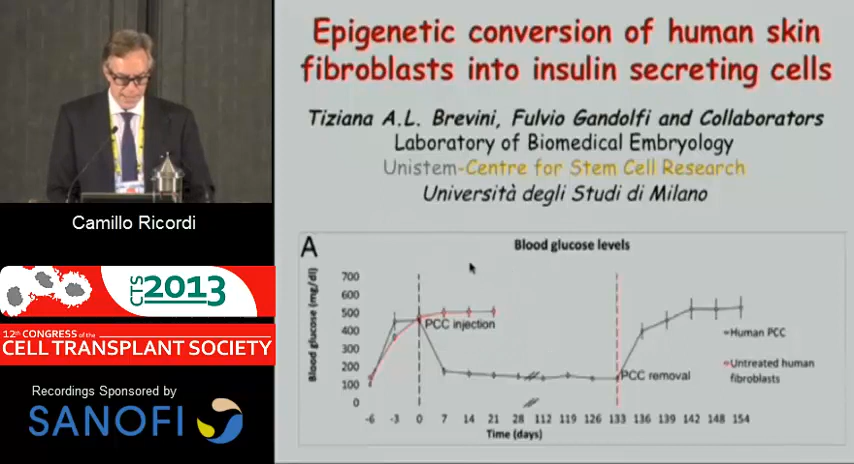 Epigenetic conversion of human skin
fibroblasts into insulin secreting cells
Tiziana A.L. Brevini, Fulvio Gandolfi and Collaborators
Laboratory of Biomedical Embryology
Unistem-Centre for Stem Cell Research
Università degli Studi di Milano
Camillo Ricordi
CTS 2013
12th CONGRESS of the
CELL TRANSPLANT SOCIETY
Recordings Sponsored by
SANOFI
A
Blood glucose levels
Blood glucose (mg/dl)
700
600
500
400
300
200
100
0
PCC injection
PCC removal
Human PCC
Untreated human
fibroblasts
-6 -3 0 7 14 21 28 112 119 126 133 136 139 142 148 154
Time (days)